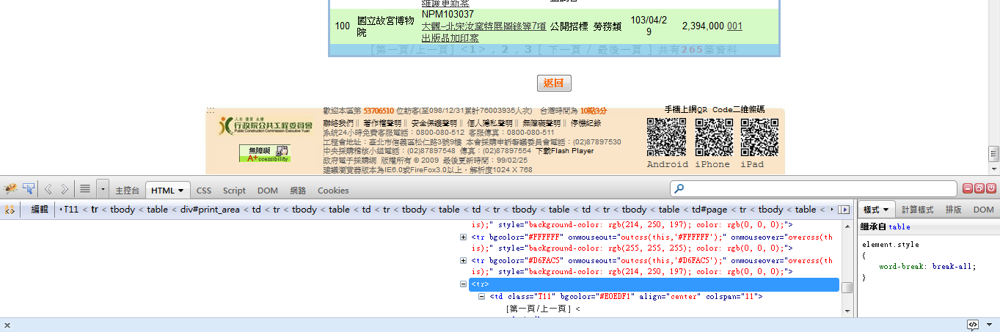 維護更新案
100 國立故宮博物院 NPM103037 大觀─北宋汝窯特展圖錄等7項出版品加印案 公開招標 勞務類 103/04/29 2,394,000 001
[第一頁/上一頁] <1> , 2 , 3 [ 下一頁 / 最後一頁 ] 共有265筆資料
返回
:::
人本 優質 永續
行政院公共工程委員會
Public Construction Commission Executive Yuan
無障礙
A+ccessibility
歡迎本區第 53706510 位訪客(至098/12/31累計76003935人次) 台灣時間為 10點3分
聯絡我們 || 著作權聲明 || 安全保護聲明 || 個人隱私聲明 || 無障礙聲明 || 停機紀錄
系統24小時免費客服電話：0800-080-512 客服傳真：0800-080-511
工程會地址：臺北市信義區松仁路3號9樓 本會採購申訴審議委員會電話：(02)87897530
中央採購稽核小組電話：(02)87897548 傳真：(02)87897554 下載Flash Player
政府電子採購網 版權所有 © 2009 最後更新時間：99/02/25
建議瀏覽器版本為IE6.0或FireFox3.0以上，解析度1024 X 768
手機上網QR Code二維條碼
Android iPhone iPad
主控台 HTML CSS Script DOM 網路 Cookies
編輯 T11 < tr < tbody < table < div#print_area < td < tr < tbody < table < td < tr < tbody < table < td < tr < tbody < table < td < tr < tbody < table < td#page < tr < tbody < table <
樣式 計算樣式 排版 DOM
is);" style="background-color: rgb(214, 250, 197); color: rgb(0, 0, 0);">
<tr bgcolor="#FFFFFF" onmouseout="outcss(this,'#FFFFFF');" onmouseover="overcss(th
is);" style="background-color: rgb(255, 255, 255); color: rgb(0, 0, 0);">
<tr bgcolor="#D6FAC5" onmouseout="outcss(this,'#D6FAC5');" onmouseover="overcss(th
is);" style="background-color: rgb(214, 250, 197); color: rgb(0, 0, 0);">
<tr>
<td class="T11" bgcolor="#E0EDF1" align="center" colspan="11">
[第一頁/上一頁] <
繼承自 table
element.style
{
word-break: break-all;
}